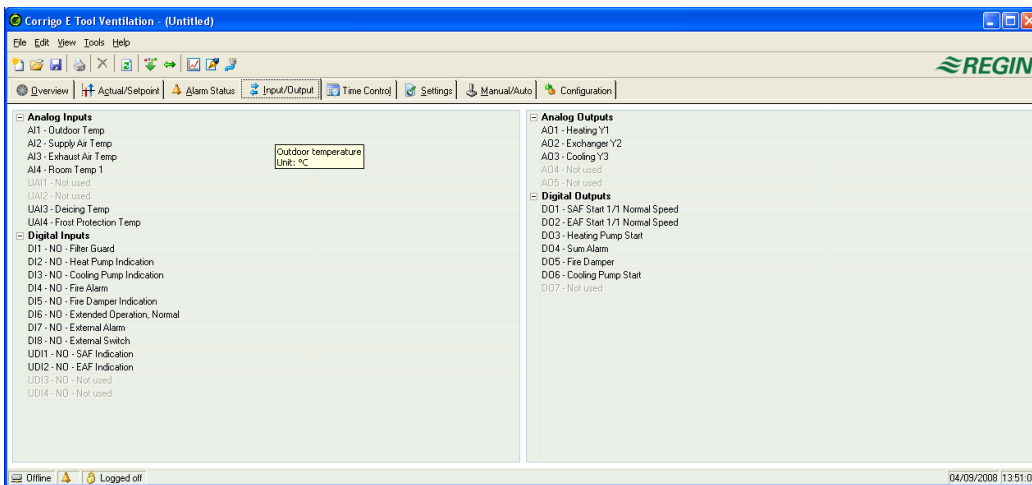 Corrigo E Tool Ventilation - (Untitled)
File Edit View Tools Help
REGIN
Overview Actual/Setpoint Alarm Status Input/Output Time Control Settings Manual/Auto Configuration
Analog Inputs
AI1 - Outdoor Temp
AI2 - Supply Air Temp
AI3 - Exhaust Air Temp
AI4 - Room Temp 1
UAI1 - Not used
UAI2 - Not used
UAI3 - Deicing Temp
UAI4 - Frost Protection Temp
Digital Inputs
DI1 - NO - Filter Guard
DI2 - NO - Heat Pump Indication
DI3 - NO - Cooling Pump Indication
DI4 - NO - Fire Alarm
DI5 - NO - Fire Damper Indication
DI6 - NO - Extended Operation, Normal
DI7 - NO - External Alarm
DI8 - NO - External Switch
UDI1 - NO - SAF Indication
UDI2 - NO - EAF Indication
UDI3 - NO - Not used
UDI4 - NO - Not used
Outdoor temperature
Unit: °C
Analog Outputs
AO1 - Heating Y1
AO2 - Exchanger Y2
AO3 - Cooling Y3
AO4 - Not used
AO5 - Not used
Digital Outputs
DO1 - SAF Start 1/1 Normal Speed
DO2 - EAF Start 1/1 Normal Speed
DO3 - Heating Pump Start
DO4 - Sum Alarm
DO5 - Fire Damper
DO6 - Cooling Pump Start
DO7 - Not used
Offline Logged off 04/09/2008 13:51:0